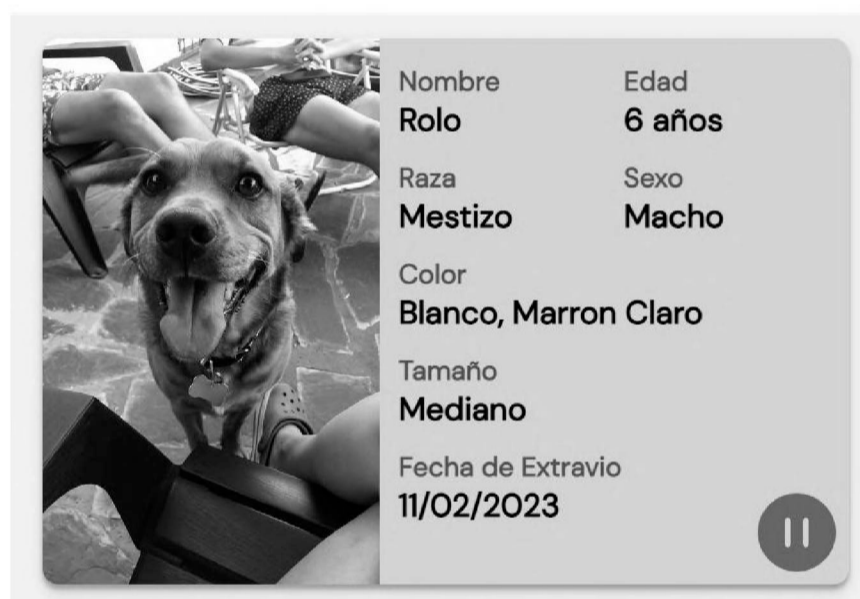 Nombre Edad
Rolo 6 años
Raza Sexo
Mestizo Macho
Color
Blanco, Marron Claro
Tamaño
Mediano
Fecha de Extravio
11/02/2023